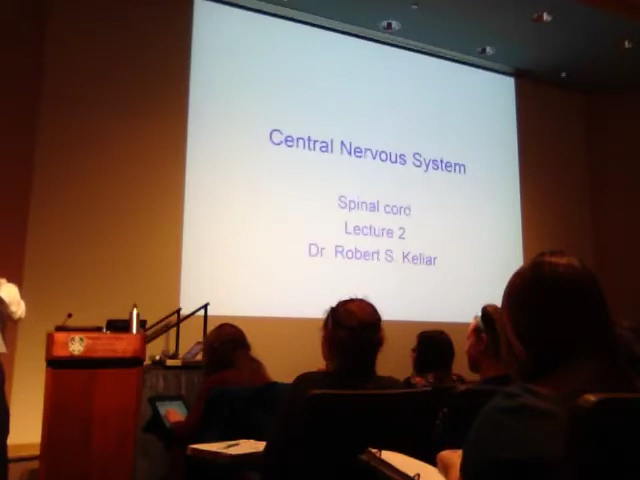 Central Nervous System
Spinal cord
Lecture 2
Dr. Robert S. Keliar